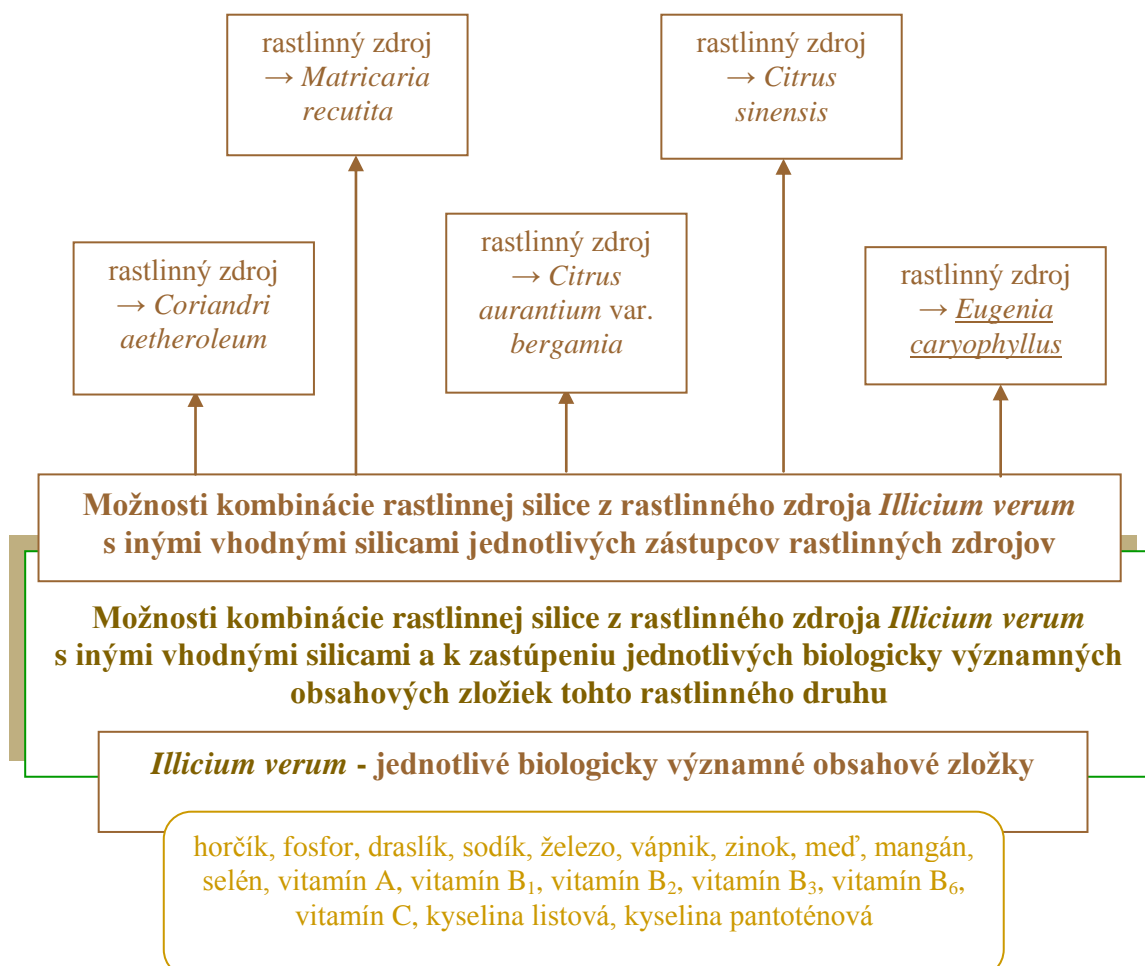 rastlinný zdroj
→ Matricaria
recutita
rastlinný zdroj
→ Citrus
sinensis
rastlinný zdroj
→ Coriandri
aetheroleum
rastlinný zdroj
→ Citrus
aurantium var.
bergamia
rastlinný zdroj
→ Eugenia
caryophyllus
Možnosti kombinácie rastlinnej silice z rastlinného zdroja Illicium verum
s inými vhodnými silicami jednotlivých zástupcov rastlinných zdrojov
Možnosti kombinácie rastlinnej silice z rastlinného zdroja Illicium verum
s inými vhodnými silicami a k zastúpeniu jednotlivých biologicky významných
obsahových zložiek tohto rastlinného druhu
Illicium verum - jednotlivé biologicky významné obsahové zložky
horčík, fosfor, draslík, sodík, železo, vápnik, zinok, meď, mangán,
selén, vitamín A, vitamín B₁, vitamín B₂, vitamín B₃, vitamín B₆,
vitamín C, kyselina listová, kyselina pantoténová